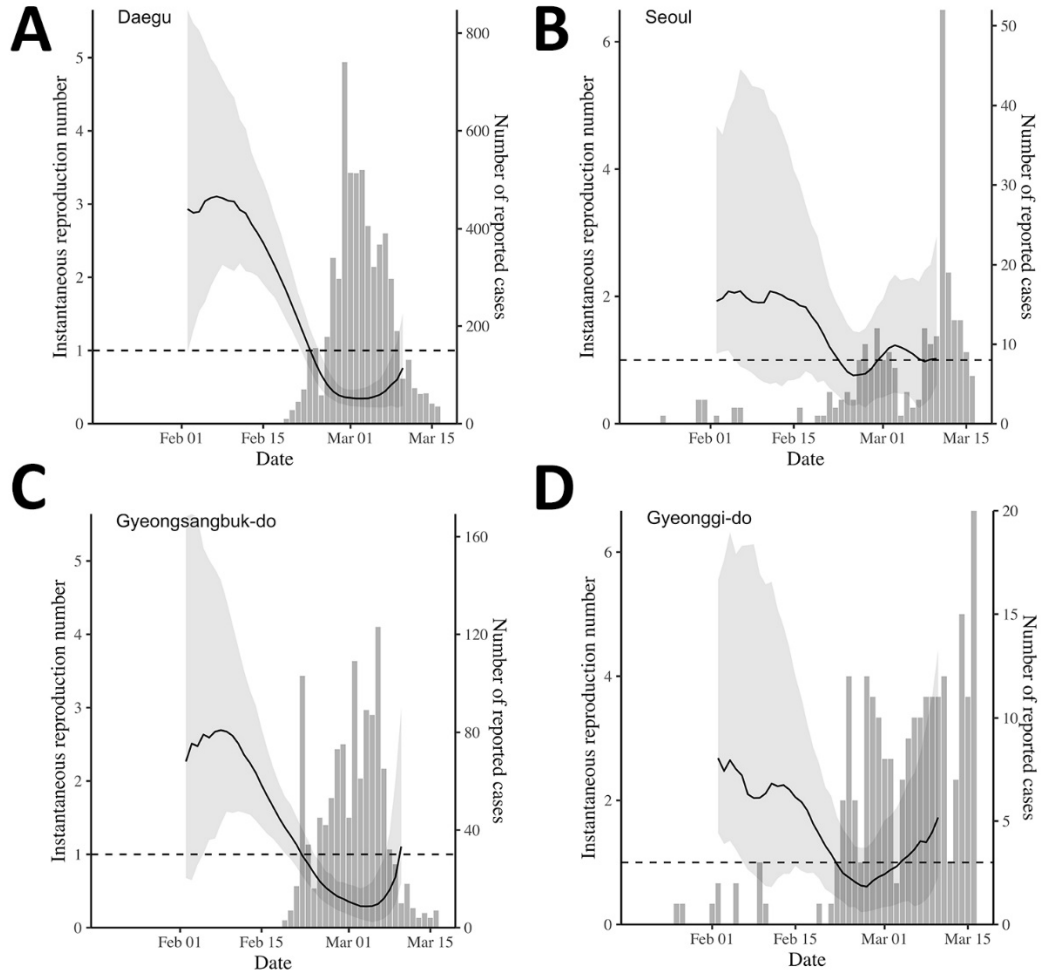 A
Daegu
Instantaneous reproduction number
5
4
3
2
1
0
800
600
400
200
0
Number of reported cases
Feb 01 Feb 15 Mar 01 Mar 15
Date
B
Seoul
Instantaneous reproduction number
6
4
2
0
50
40
30
20
10
0
Number of reported cases
Feb 01 Feb 15 Mar 01 Mar 15
Date
C
Gyeongsangbuk-do
Instantaneous reproduction number
5
4
3
2
1
0
160
120
80
40
0
Number of reported cases
Feb 01 Feb 15 Mar 01 Mar 15
Date
D
Gyeonggi-do
Instantaneous reproduction number
6
4
2
0
20
15
10
5
0
Number of reported cases
Feb 01 Feb 15 Mar 01 Mar 15
Date